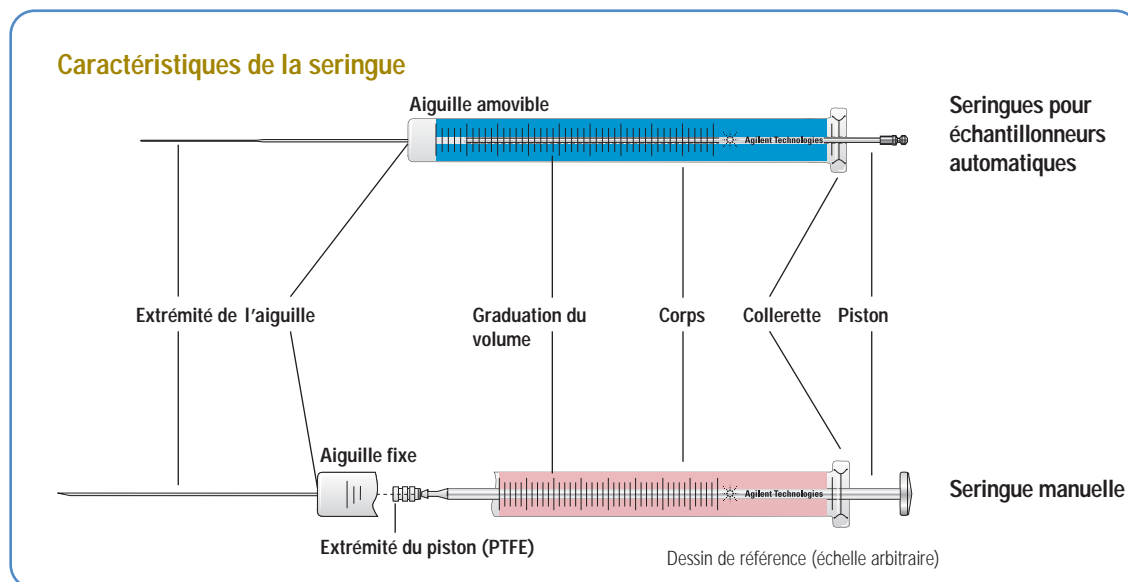 Caractéristiques de la seringue
Aiguille amovible
Agilent Technologies
Seringues pour
échantillonneurs
automatiques
Extrémité de l'aiguille
Graduation du
volume
Corps
Collerette
Piston
Aiguille fixe
Agilent Technologies
Seringue manuelle
Extrémité du piston (PTFE)
Dessin de référence (échelle arbitraire)